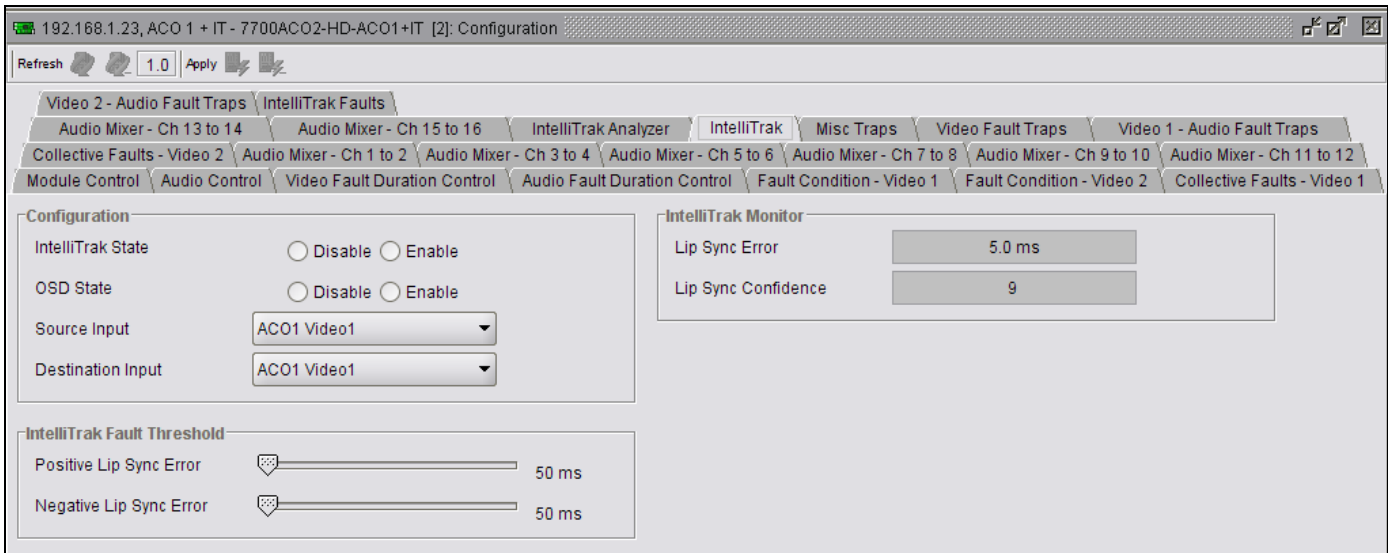 192.168.1.23, ACO 1 + IT - 7700ACO2-HD-ACO1+IT [2]: Configuration
Refresh 1.0 Apply
Video 2 - Audio Fault Traps IntelliTrak Faults
Audio Mixer - Ch 13 to 14 Audio Mixer - Ch 15 to 16 IntelliTrak Analyzer IntelliTrak Misc Traps Video Fault Traps Video 1 - Audio Fault Traps
Collective Faults - Video 2 Audio Mixer - Ch 1 to 2 Audio Mixer - Ch 3 to 4 Audio Mixer - Ch 5 to 6 Audio Mixer - Ch 7 to 8 Audio Mixer - Ch 9 to 10 Audio Mixer - Ch 11 to 12
Module Control Audio Control Video Fault Duration Control Audio Fault Duration Control Fault Condition - Video 1 Fault Condition - Video 2 Collective Faults - Video 1
Configuration
IntelliTrak State Disable Enable
OSD State Disable Enable
Source Input ACO1 Video1
Destination Input ACO1 Video1
IntelliTrak Fault Threshold
Positive Lip Sync Error 50 ms
Negative Lip Sync Error 50 ms
IntelliTrak Monitor
Lip Sync Error 5.0 ms
Lip Sync Confidence 9